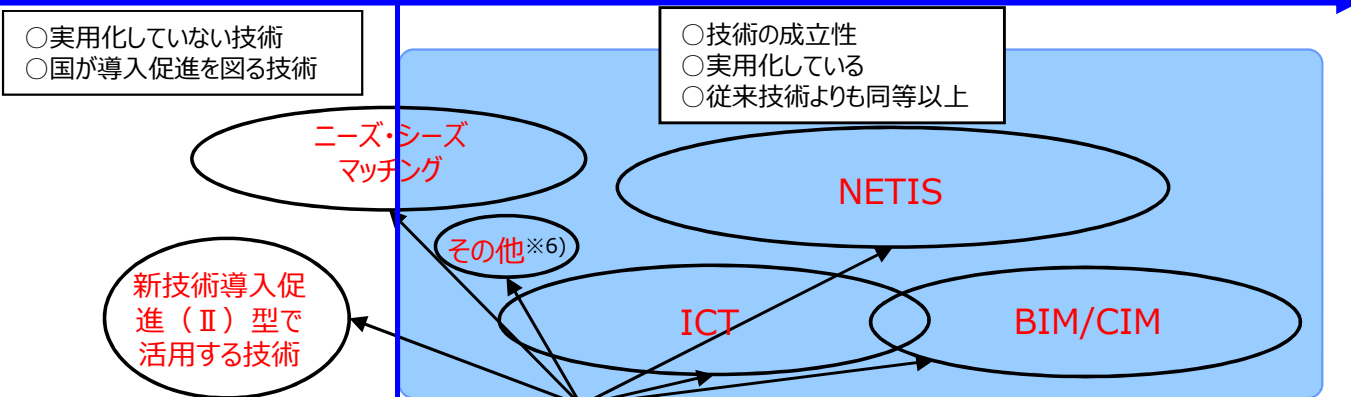 ○実用化していない技術
○国が導入促進を図る技術
○技術の成立性
○実用化している
○従来技術よりも同等以上
ニーズ・シーズ
マッチング
NETIS
その他※6)
新技術導入促
進（Ⅱ）型で
活用する技術
ICT
BIM/CIM